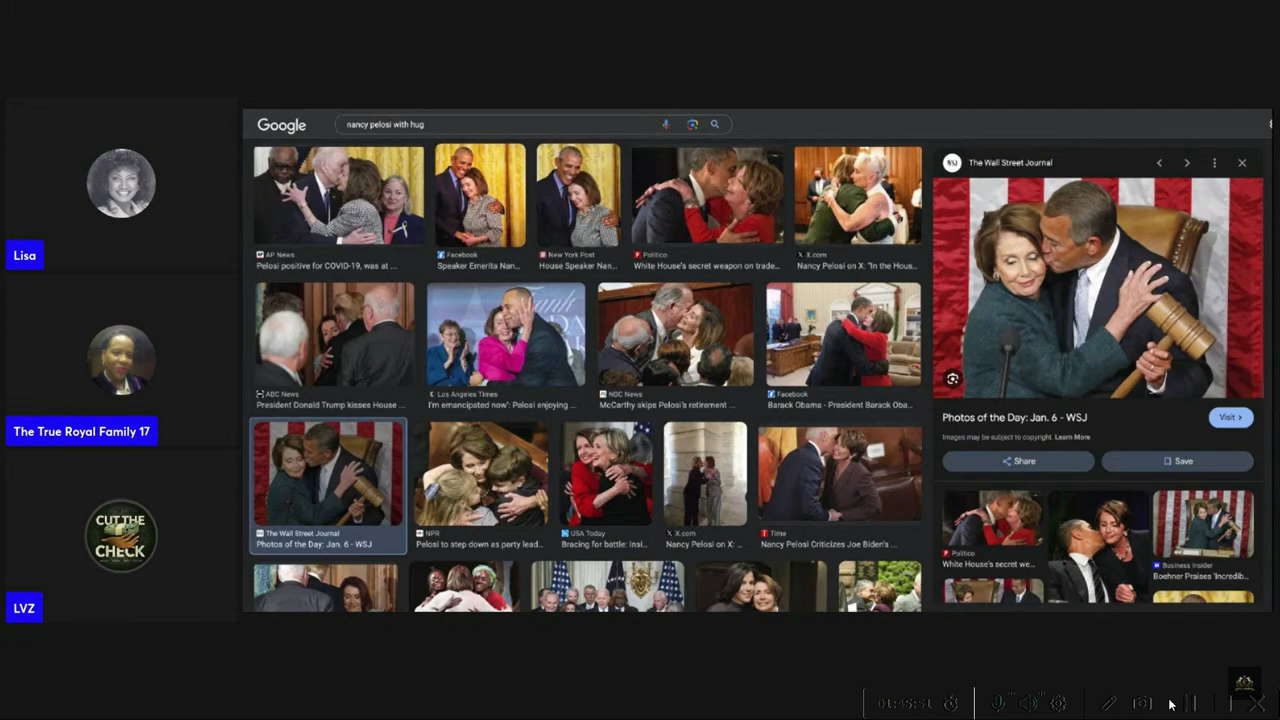 Google
nancy pelosi with hug
WSJ
The Wall Street Journal
AP News
Pelosi positive for COVID-19, was at ...
Facebook
Speaker Emerita Nan...
New York Post
House Speaker Nan...
Politico
White House's secret weapon on trade...
X.com
Nancy Pelosi on X: "In the Hous...
Lisa
ABC News
President Donald Trump kisses House ...
Los Angeles Times
I'm emancipated now': Pelosi enjoying ...
NBC News
McCarthy skips Pelosi's retirement ...
Facebook
Barack Obama - President Barack Oba...
Photos of the Day: Jan. 6 - WSJ
Visit
Images may be subject to copyright. Learn More
Share
Save
The True Royal Family 17
The Wall Street Journal
Photos of the Day: Jan. 6 - WSJ
NPR
Pelosi to step down as party lead...
USA Today
Bracing for battle: Insi...
X.com
Nancy Pelosi on X: ...
Time
Nancy Pelosi Criticizes Joe Biden's ...
Politico
White House's secret we...
Business Insider
Boehner Praises 'Incredib...
CUT THE
CHECK
LVZ
01:45:51